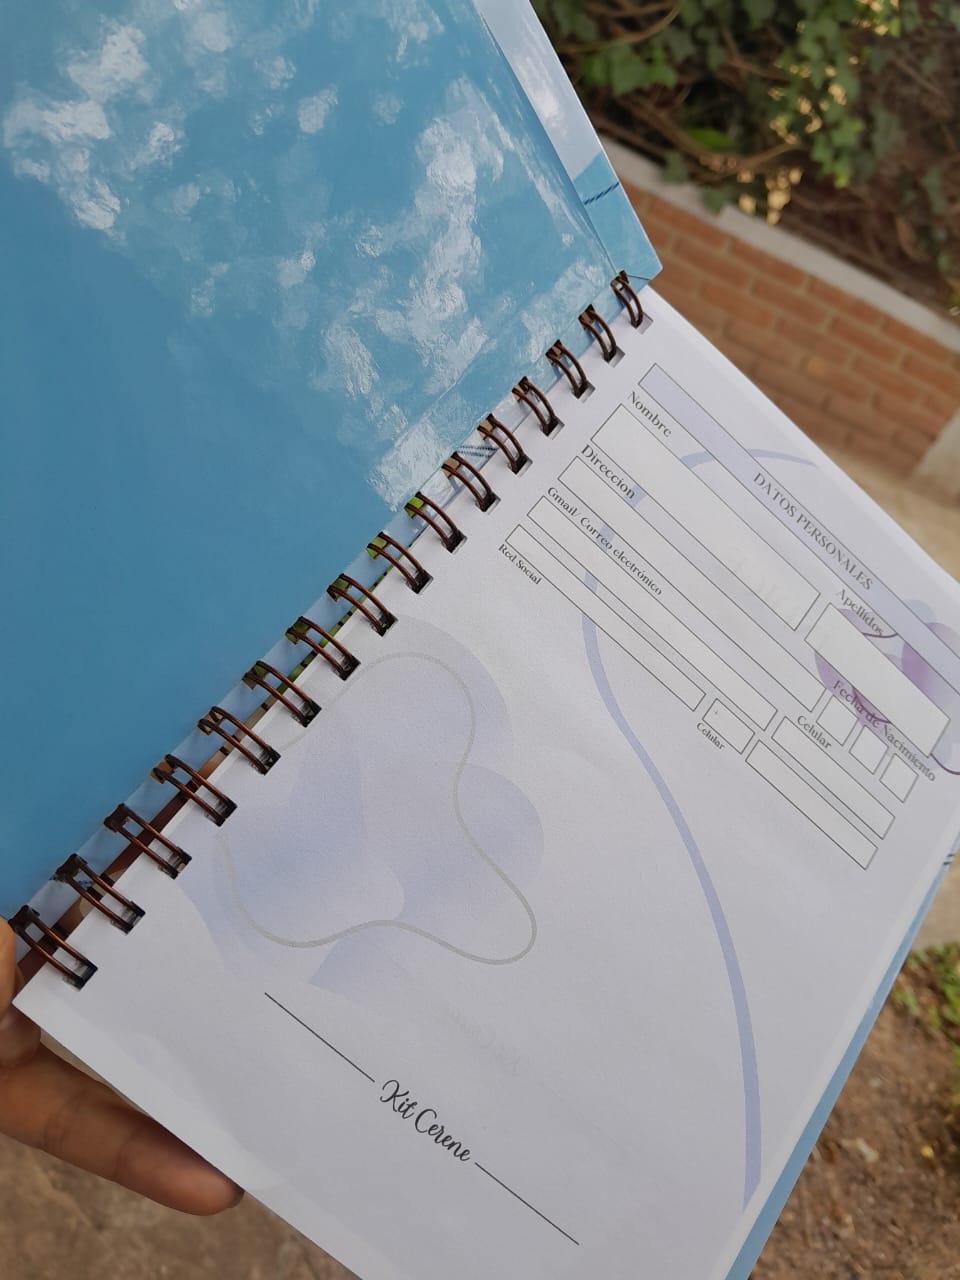 DATOS PERSONALES
Nombre
Apellidos
Direccion
Fecha de Nacimiento
Gmail/ Correo electrónico
Celular
Red Social
Celular
Kit Cerene